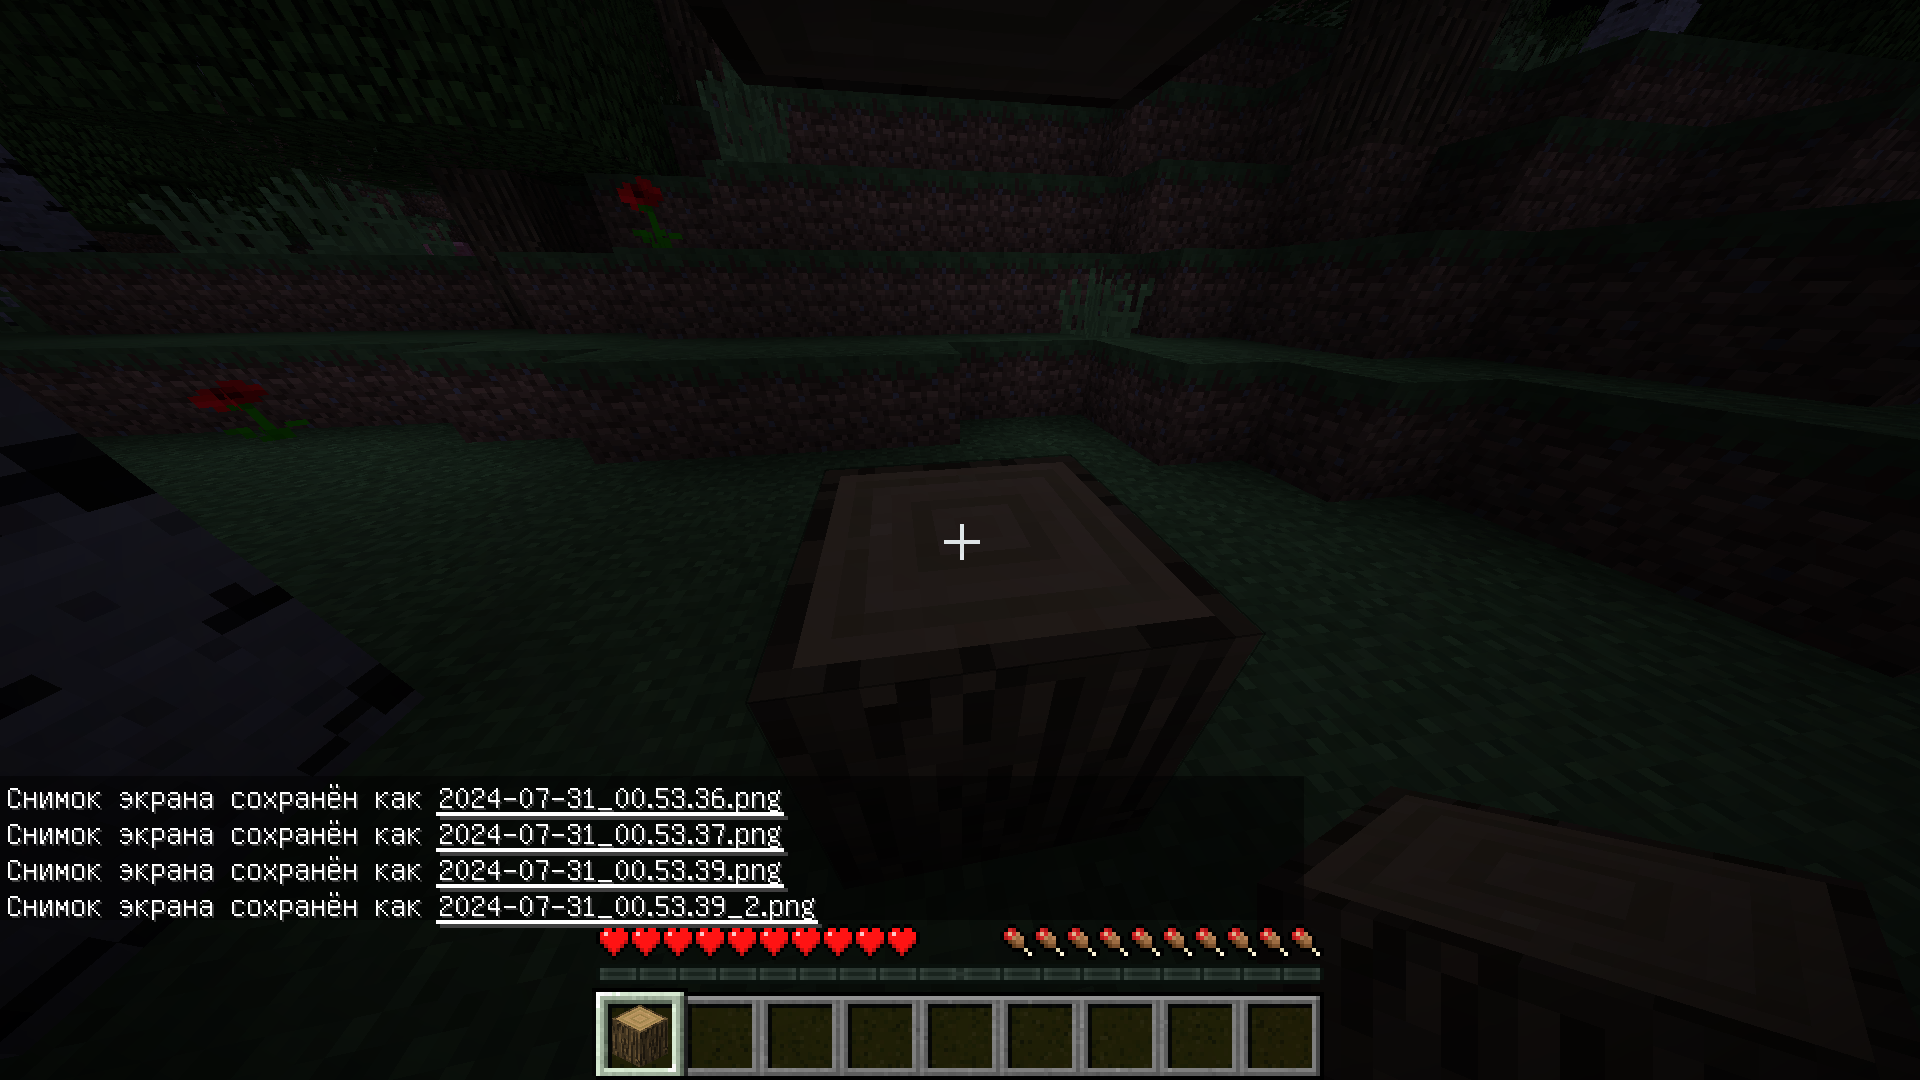 Снимок экрана сохранён как 2024-07-31_00.53.36.png
Снимок экрана сохранён как 2024-07-31_00.53.37.png
Снимок экрана сохранён как 2024-07-31_00.53.39.png
Снимок экрана сохранён как 2024-07-31_00.53.39_2.png